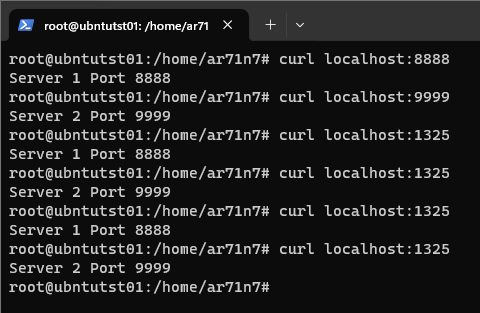 root@ubntutst01: /home/ar71
root@ubntutst01:/home/ar71n7# curl localhost:8888
Server 1 Port 8888
root@ubntutst01:/home/ar71n7# curl localhost:9999
Server 2 Port 9999
root@ubntutst01:/home/ar71n7# curl localhost:1325
Server 1 Port 8888
root@ubntutst01:/home/ar71n7# curl localhost:1325
Server 2 Port 9999
root@ubntutst01:/home/ar71n7# curl localhost:1325
Server 1 Port 8888
root@ubntutst01:/home/ar71n7# curl localhost:1325
Server 2 Port 9999
root@ubntutst01:/home/ar71n7#